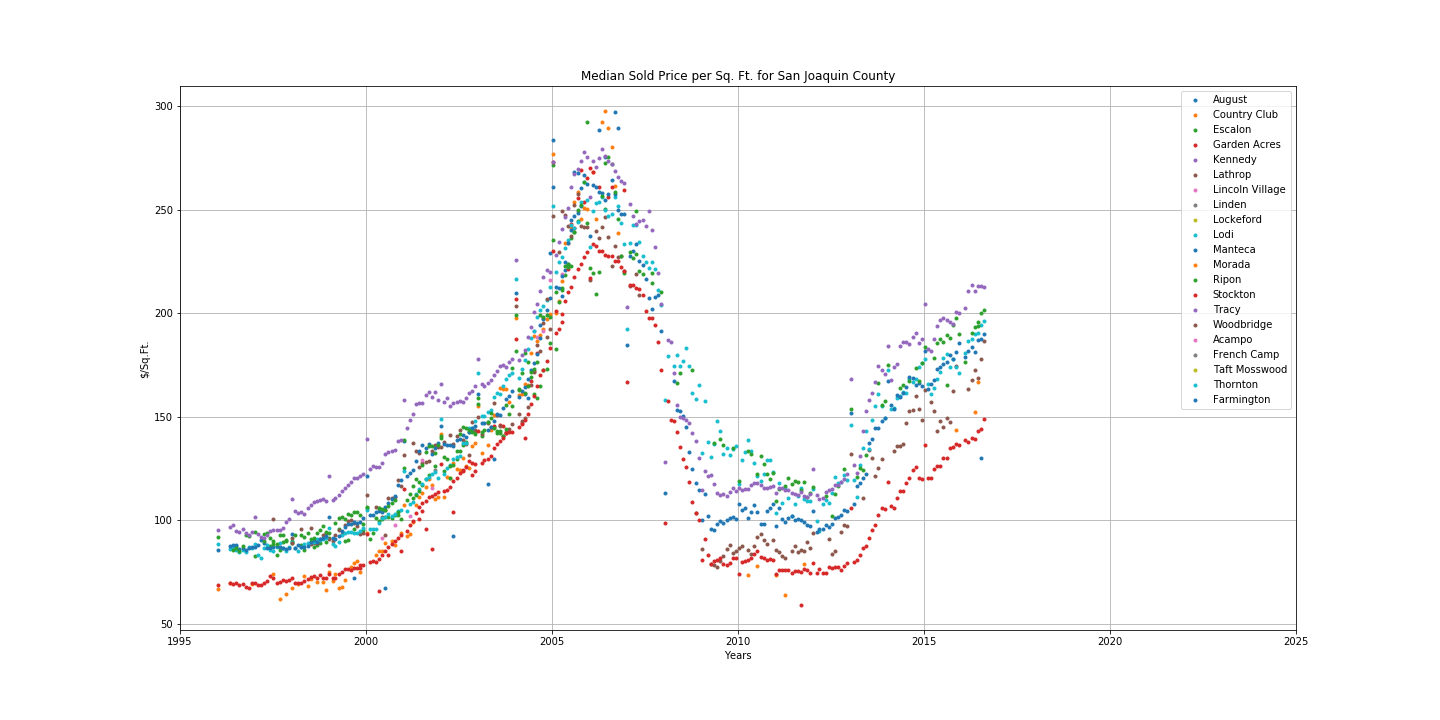 Median Sold Price per Sq. Ft. for San Joaquin County
300
250
200
150
100
50
$/Sq.Ft.
1995
2000
2005
2010
2015
2020
2025
Years
August
Country Club
Escalon
Garden Acres
Kennedy
Lathrop
Lincoln Village
Linden
Lockeford
Lodi
Manteca
Morada
Ripon
Stockton
Tracy
Woodbridge
Acampo
French Camp
Taft Mosswood
Thornton
Farmington